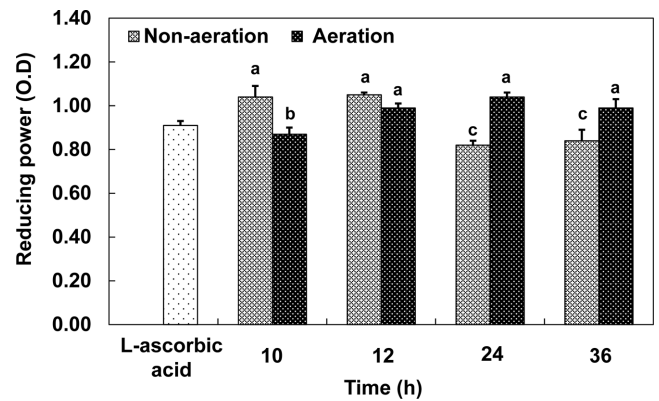 1.40
1.20
1.00
0.80
0.60
0.40
0.20
0.00
Reducing power (O.D)
Non-aeration Aeration
a b a a c a c a
L-ascorbic acid
10 12 24 36
Time (h)